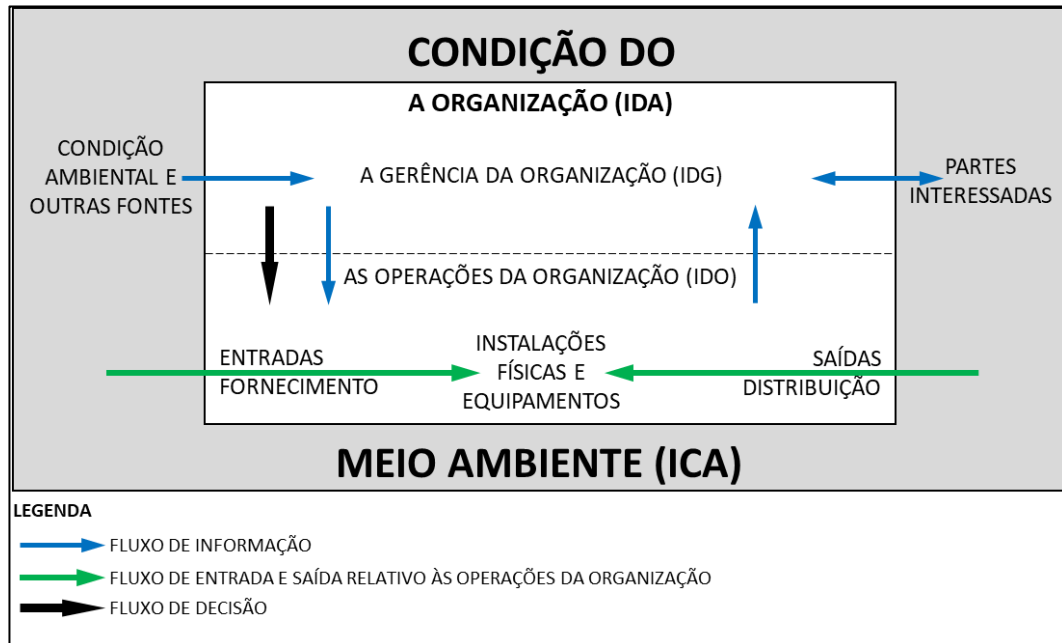 CONDIÇÃO DO
A ORGANIZAÇÃO (IDA)
CONDIÇÃO
AMBIENTAL E
OUTRAS FONTES
A GERÊNCIA DA ORGANIZAÇÃO (IDG)
PARTES
INTERESSADAS
AS OPERAÇÕES DA ORGANIZAÇÃO (IDO)
ENTRADAS
FORNECIMENTO
INSTALAÇÕES
FÍSICAS E
EQUIPAMENTOS
SAÍDAS
DISTRIBUIÇÃO
MEIO AMBIENTE (ICA)
LEGENDA
FLUXO DE INFORMAÇÃO
FLUXO DE ENTRADA E SAÍDA RELATIVO ÀS OPERAÇÕES DA ORGANIZAÇÃO
FLUXO DE DECISÃO